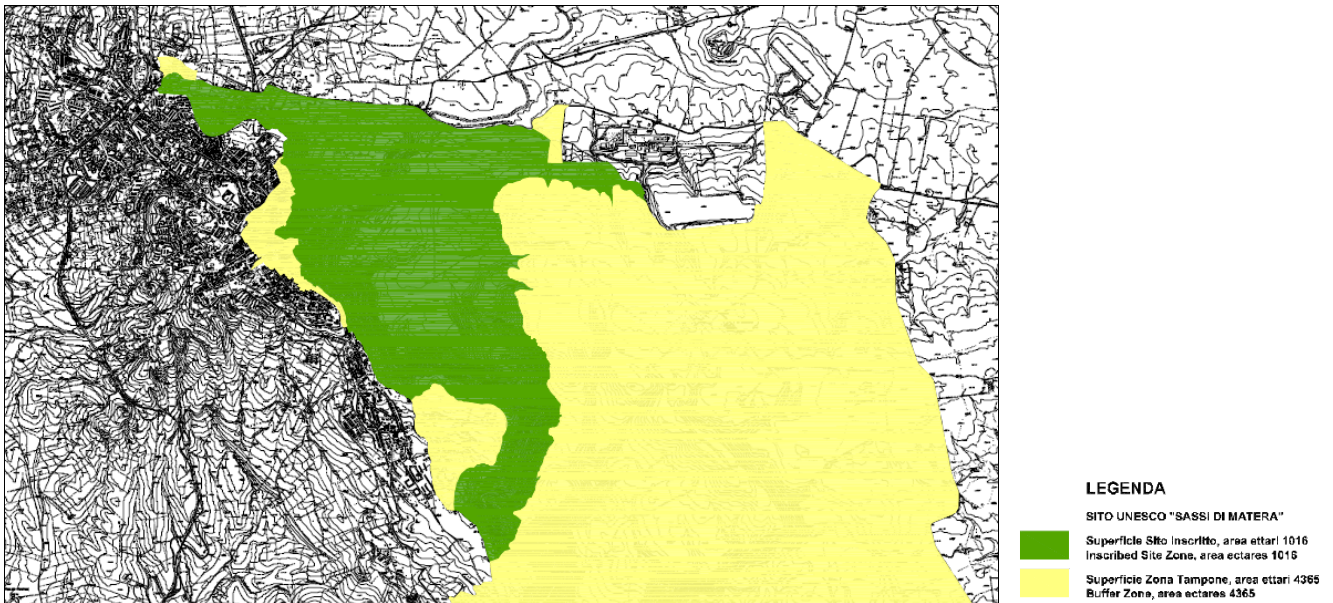 LEGENDA
SITO UNESCO "SASSI DI MATERA"
Superficie Sito Inscritto, area ettari 1016
Inscribed Site Zone, area ectares 1016
Superficie Zona Tampone, area ettari 4365
Buffer Zone, area ectares 4365